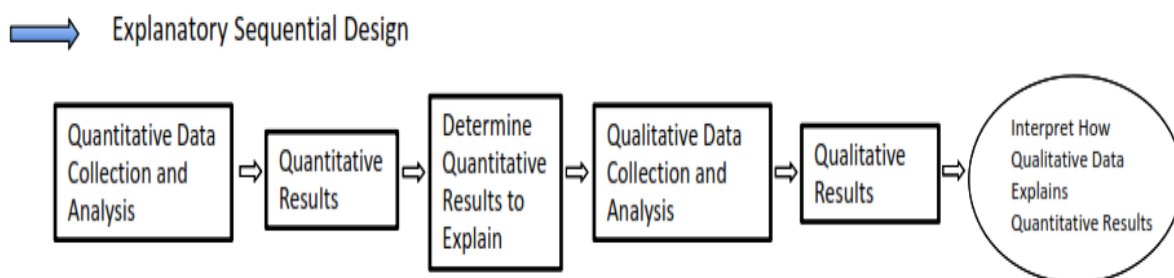 Explanatory Sequential Design
Quantitative Data
Collection and
Analysis
Quantitative
Results
Determine
Quantitative
Results to
Explain
Qualitative Data
Collection and
Analysis
Qualitative
Results
Interpret How
Qualitative Data
Explains
Quantitative Results